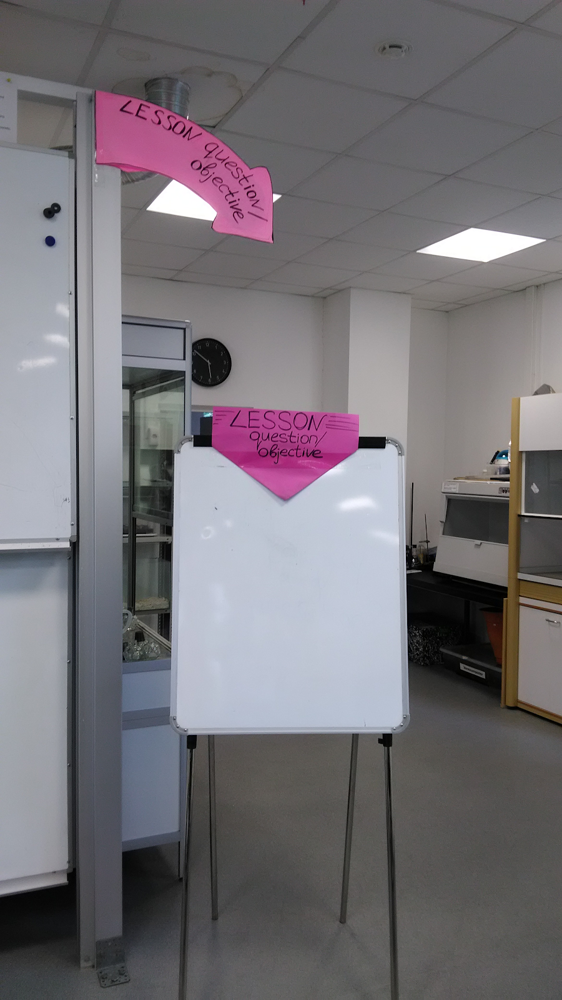 LESSON question/
objective
LESSON
question/
objective